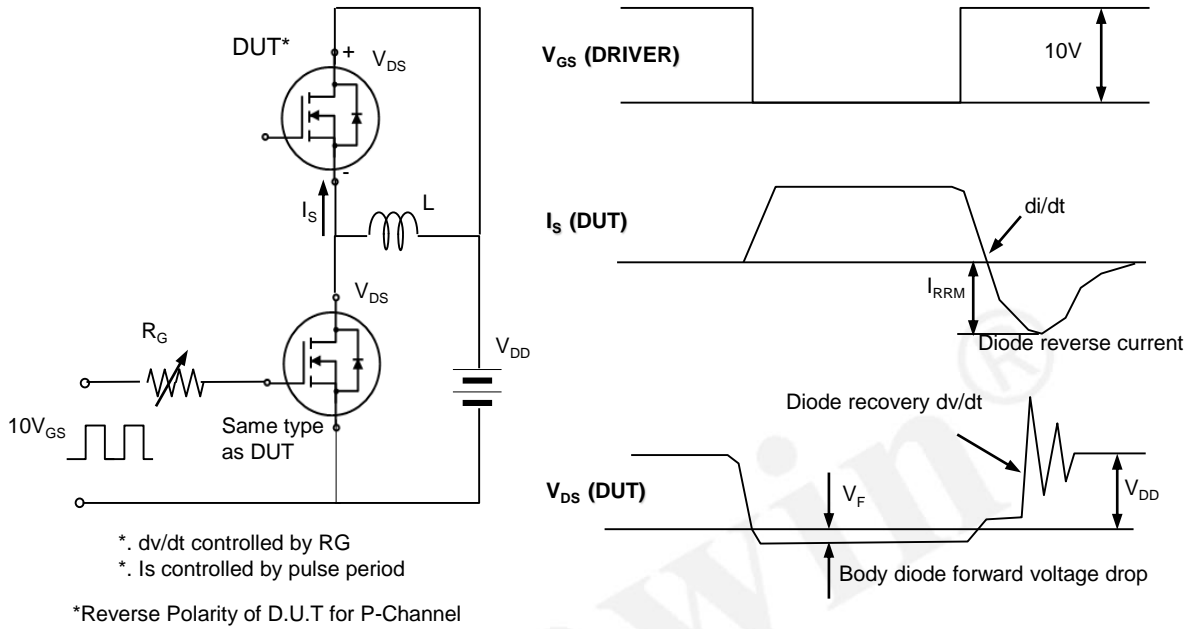 DUT*
+
V_DS
-
I_S
L
V_DS
R_G
V_DD
10V_GS
Same type
as DUT
*. dv/dt controlled by RG
*. Is controlled by pulse period
*Reverse Polarity of D.U.T for P-Channel
V_GS (DRIVER)
10V
I_S (DUT)
di/dt
I_RRM
Diode reverse current
Diode recovery dv/dt
V_DS (DUT)
V_F
V_DD
Body diode forward voltage drop
win
®